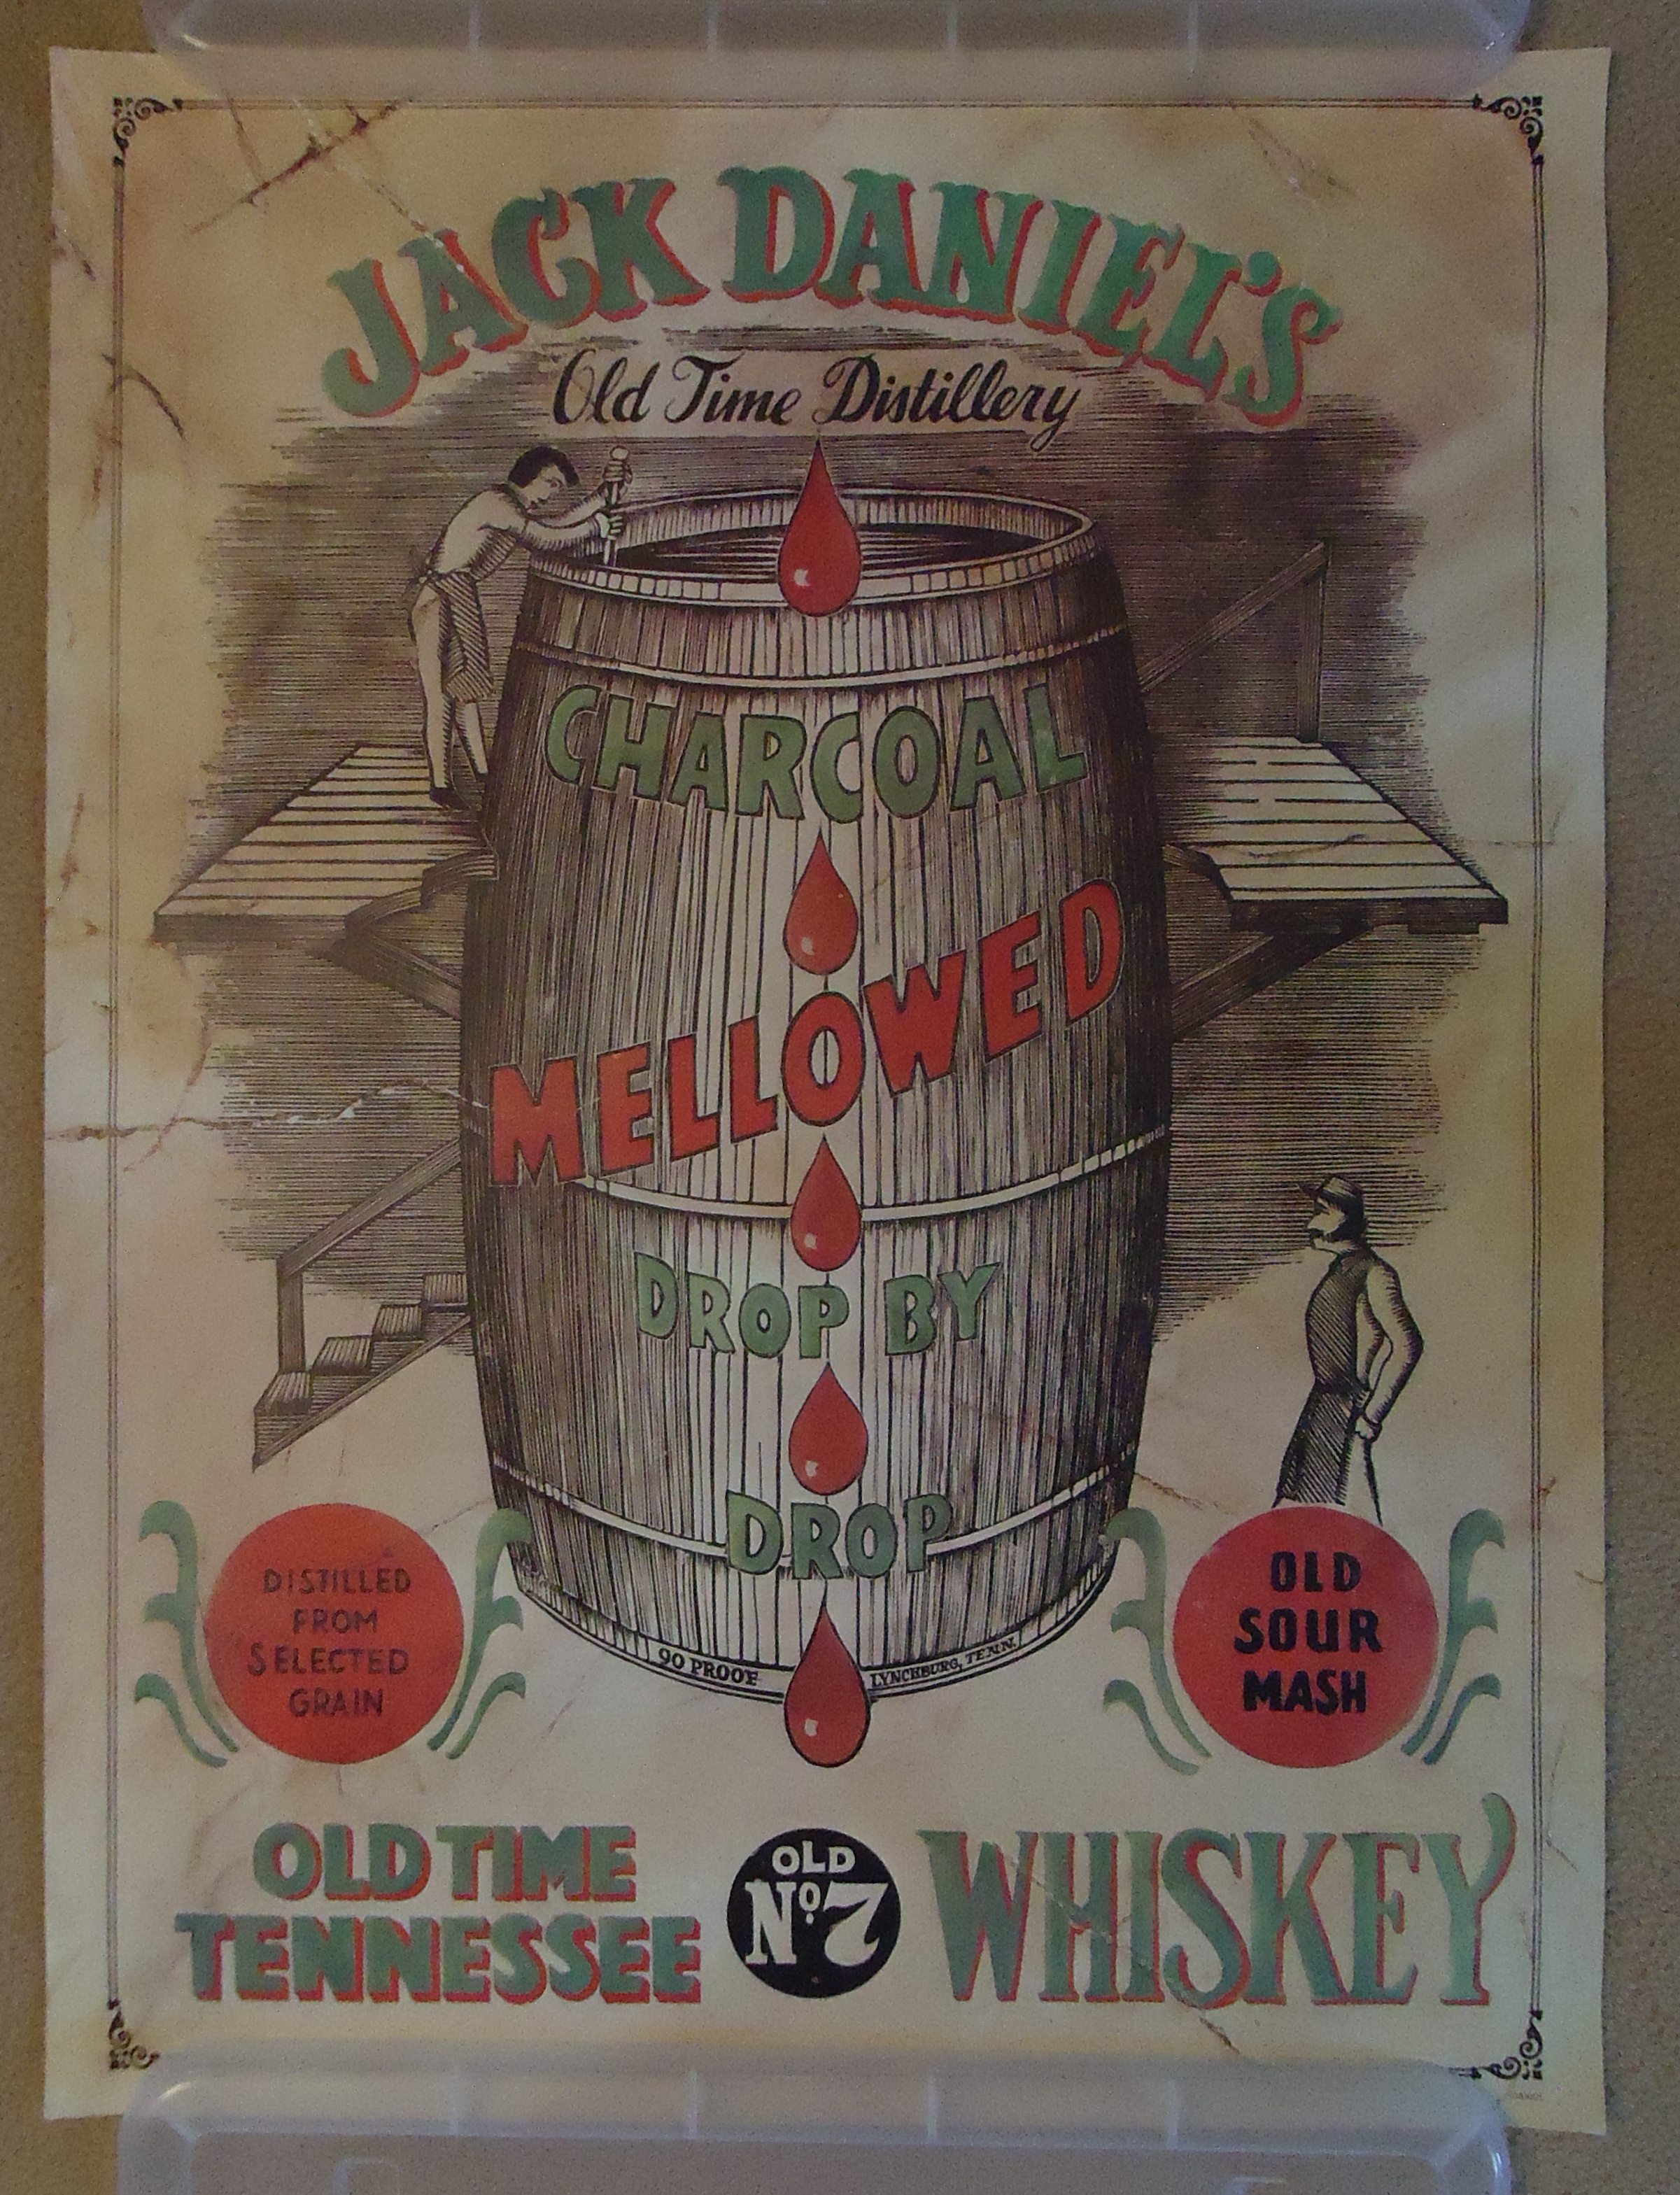 JACK DANIEL'S
Old Time Distillery
CHARCOAL
MELLOWED
DROP BY
DROP
90 PROOF
LYNCHBURG, TENN.
DISTILLED
FROM
SELECTED
GRAIN
OLD
SOUR
MASH
OLD TIME
TENNESSEE
OLD
No. 7
WHISKEY